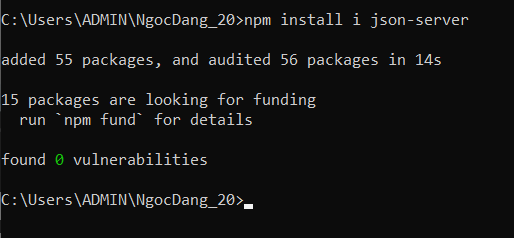 C:\Users\ADMIN\NgocDang_20>npm install i json-server
added 55 packages, and audited 56 packages in 14s
15 packages are looking for funding
  run `npm fund` for details
found 0 vulnerabilities
C:\Users\ADMIN\NgocDang_20>